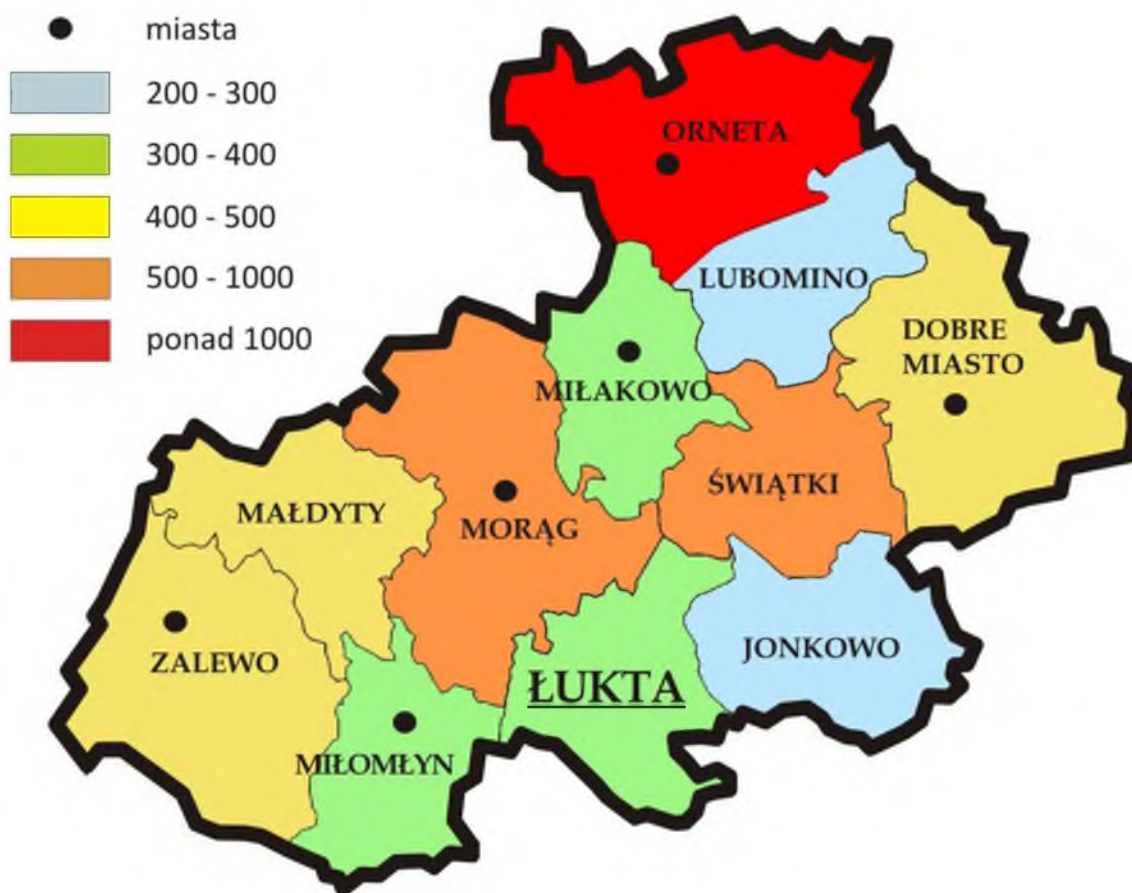 miasta
200 - 300
300 - 400
400 - 500
500 - 1000
ponad 1000
ORNETA
LUBOMINO
DOBRE
MIASTO
MIŁAKOWO
ŚWIĄTKI
MAŁDYTY
MORĄG
ZALEWO
JONKOWO
ŁUKTA
MIŁOMŁYN